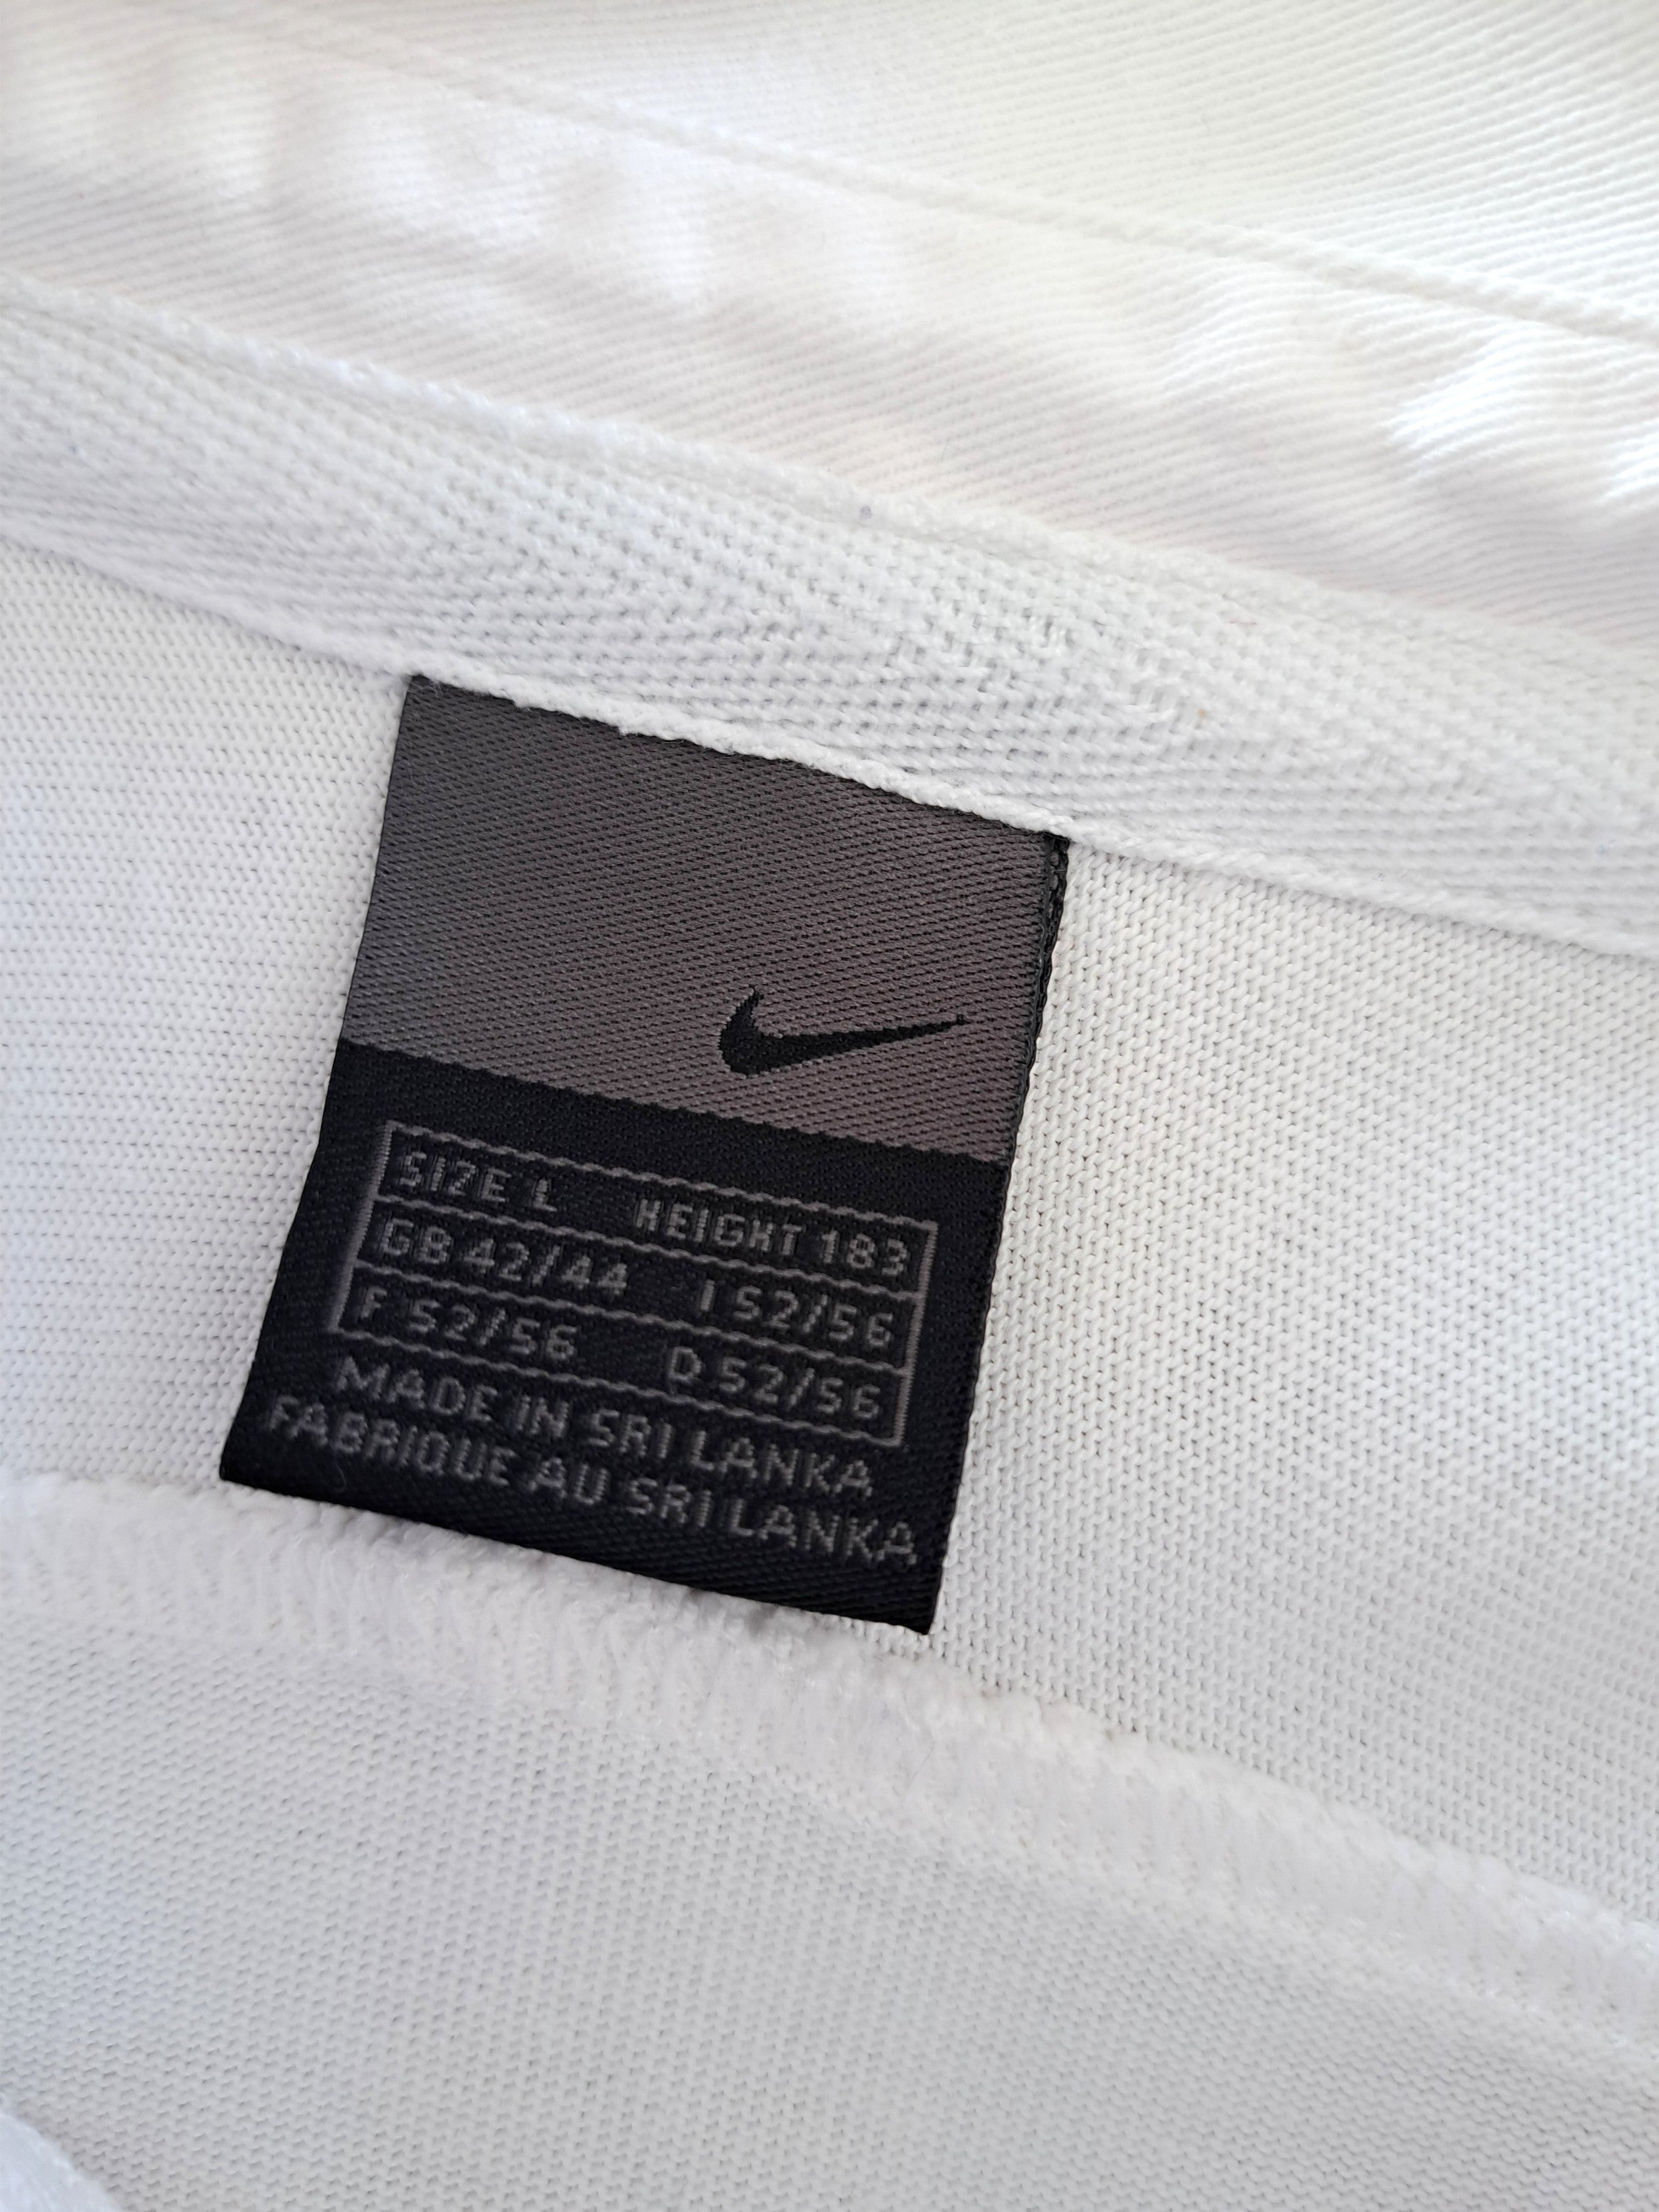 SIZE L HEIGHT 183
GB 42/44 I 52/56
F 52/56 D 52/56
MADE IN SRI LANKA
FABRIQUE AU SRI LANKA